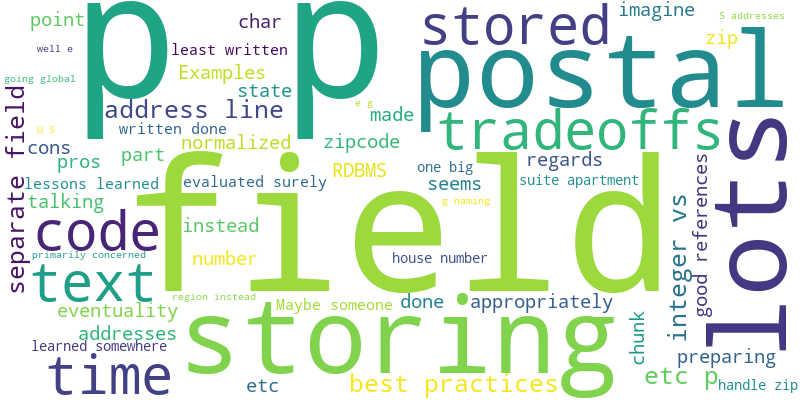 point
char
imagine
S addresses
p p
stored
well e
least written
zip
Examples
postal
going global
state
e g
address line
made
tradeoffs
U S
written done
normalized
zipcode
cons
part
regards
pros
RDBMS
one big
lessons learned
evaluated surely
seems
suite apartment
separate field
talking
g naming
code
field
instead
integer vs
good references
lots
primarily concerned
number
house number
text
region instead
Maybe someone
done
appropriately
eventuality
storing
addresses
chunk
learned somewhere
preparing
time
etc
best practices
etc p
handle zip